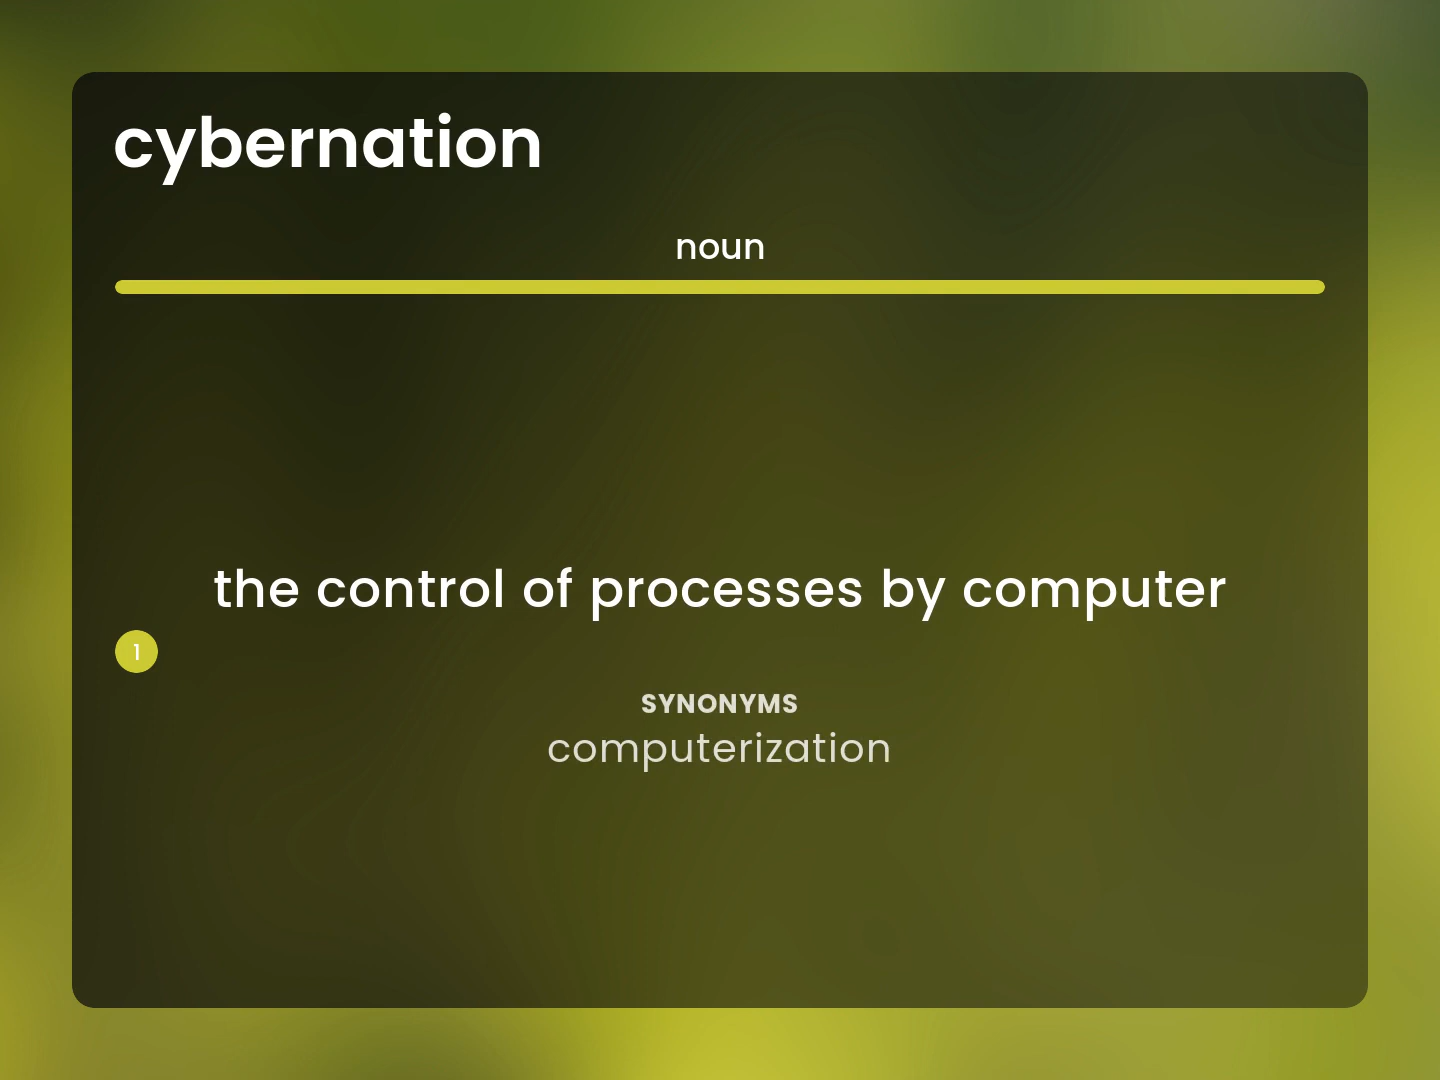 cybernation
noun
the control of processes by computer
1
SYNONYMS
computerization